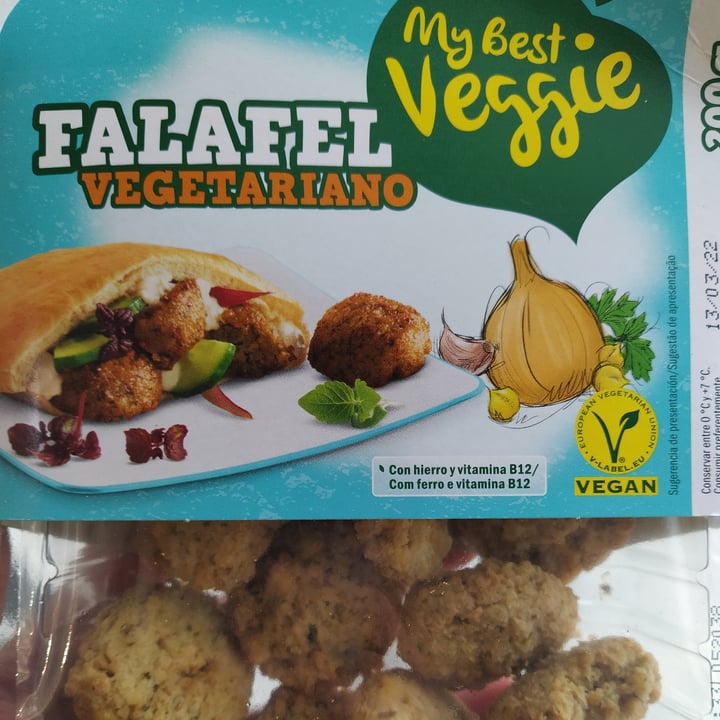 My Best
Veggie
FALAFEL
VEGETARIANO
200g
13/03/22
Conservar entre 0 °C y +7 °C.
Sugerencia de presentación/Sugestão de apresentação
EUROPEAN VEGETARIAN UNION
V-LABEL.EU
VEGAN
Con hierro y vitamina B12/
Com ferro e vitamina B12